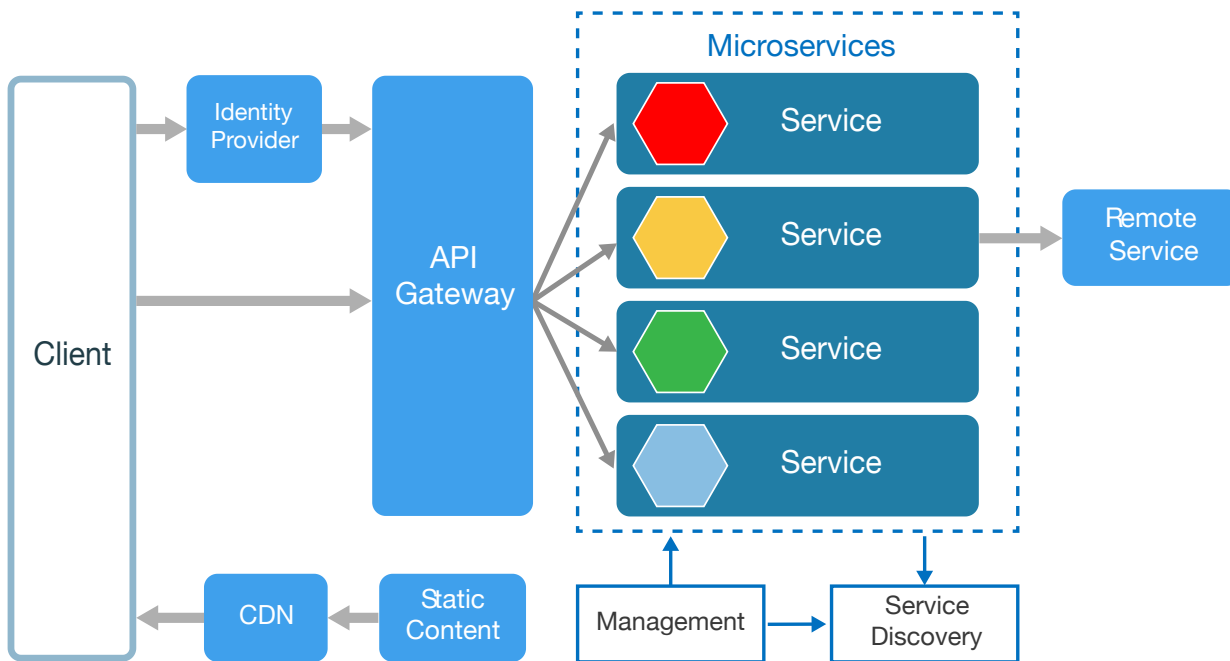 Microservices
Identity
Provider
Service
Service
Remote
Service
API
Gateway
Client
Service
Service
CDN
Static
Content
Management
Service
Discovery